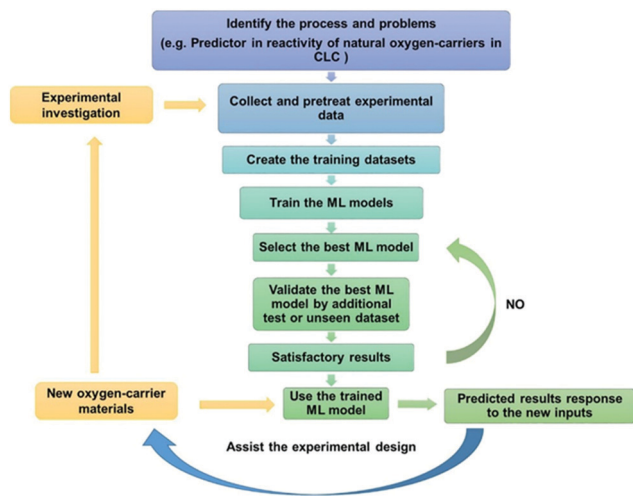 Identify the process and problems
(e.g. Predictor in reactivity of natural oxygen-carriers in
CLC )
Experimental
investigation
Collect and pretreat experimental
data
Create the training datasets
Train the ML models
Select the best ML model
Validate the best ML
model by additional
test or unseen dataset
NO
Satisfactory results
New oxygen-carrier
materials
Use the trained
ML model
Predicted results response
to the new inputs
Assist the experimental design